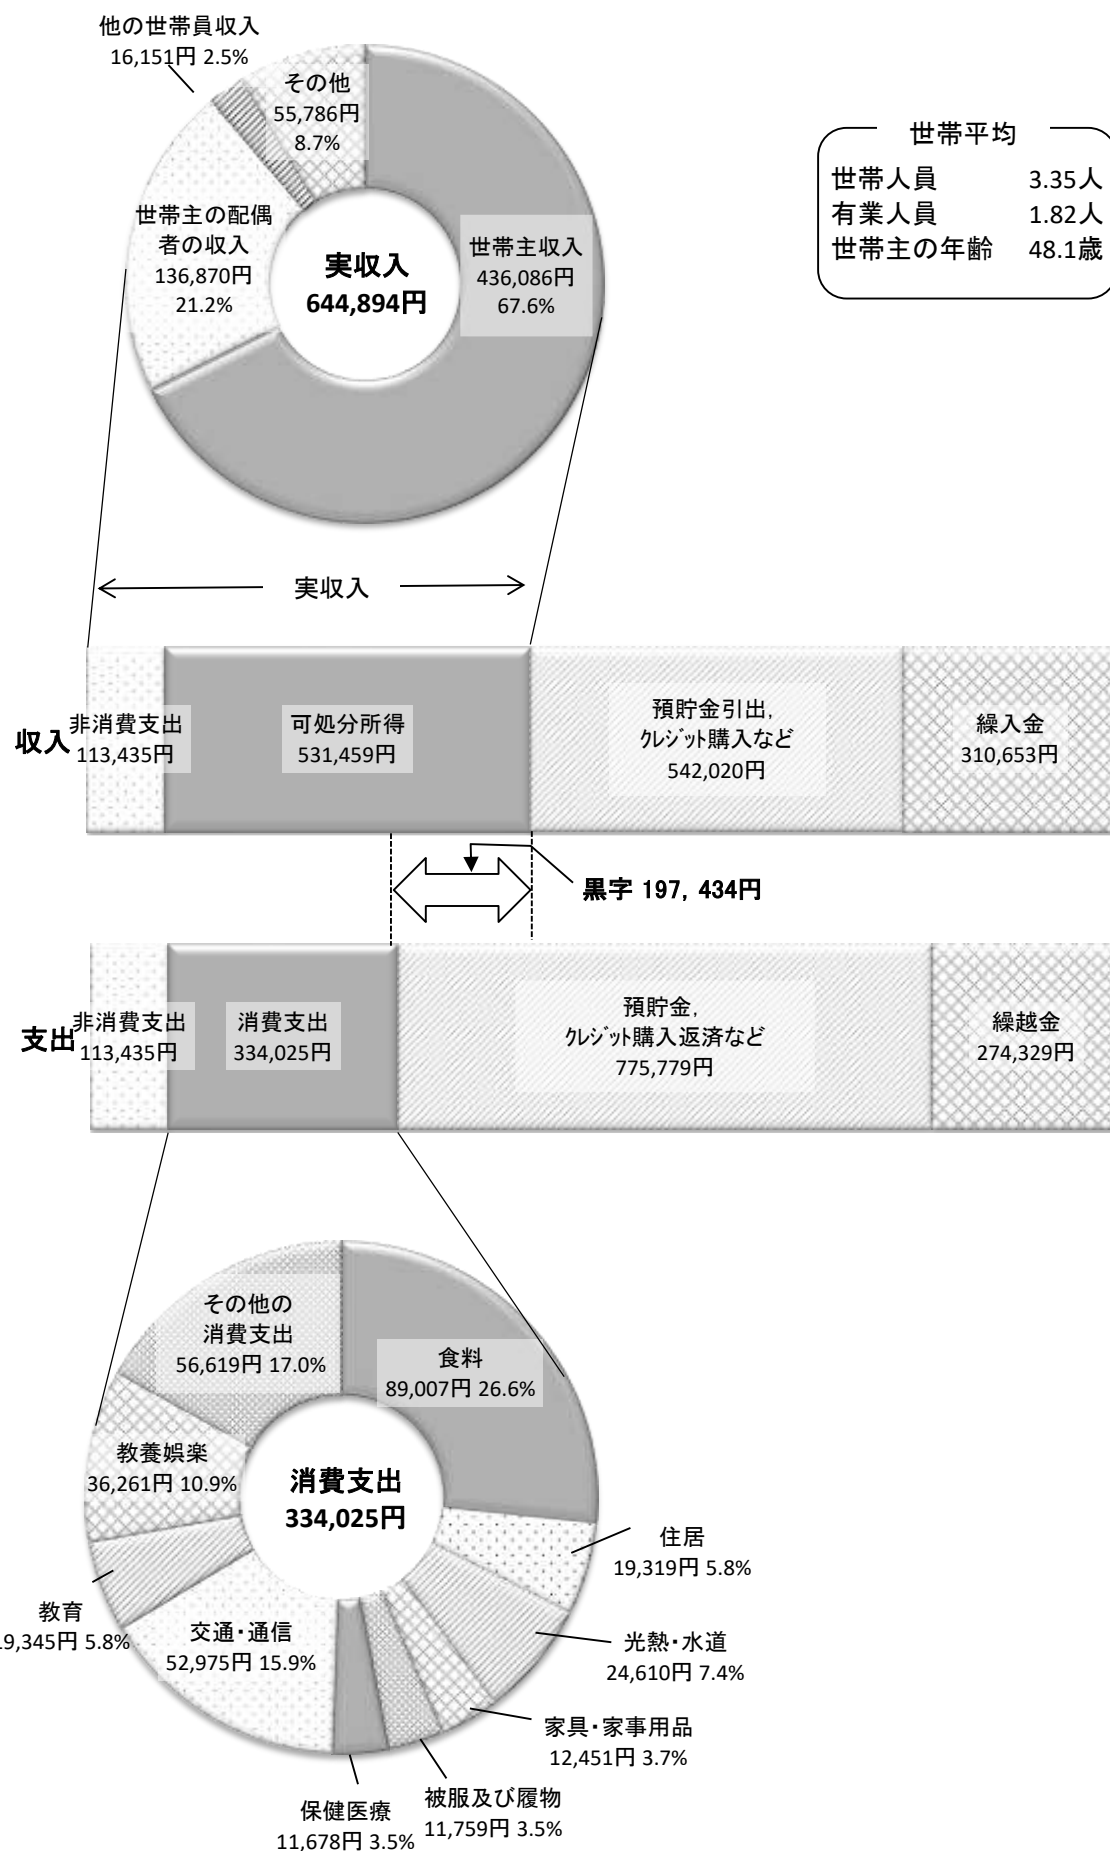 他の世帯員収入
16,151円 2.5%
その他
55,786円
8.7%
世帯主の配偶
者の収入
136,870円
21.2%
実収入
644,894円
世帯主収入
436,086円
67.6%
世帯平均
世帯人員 3.35人
有業人員 1.82人
世帯主の年齢 48.1歳
実収入
収入
非消費支出
113,435円
可処分所得
531,459円
預貯金引出,
クレジット購入など
542,020円
繰入金
310,653円
黒字 197, 434円
支出
非消費支出
113,435円
消費支出
334,025円
預貯金,
クレジット購入返済など
775,779円
繰越金
274,329円
その他の
消費支出
56,619円 17.0%
食料
89,007円 26.6%
教養娯楽
36,261円 10.9%
消費支出
334,025円
住居
19,319円 5.8%
教育
19,345円 5.8%
交通・通信
52,975円 15.9%
光熱・水道
24,610円 7.4%
家具・家事用品
12,451円 3.7%
被服及び履物
11,759円 3.5%
保健医療
11,678円 3.5%